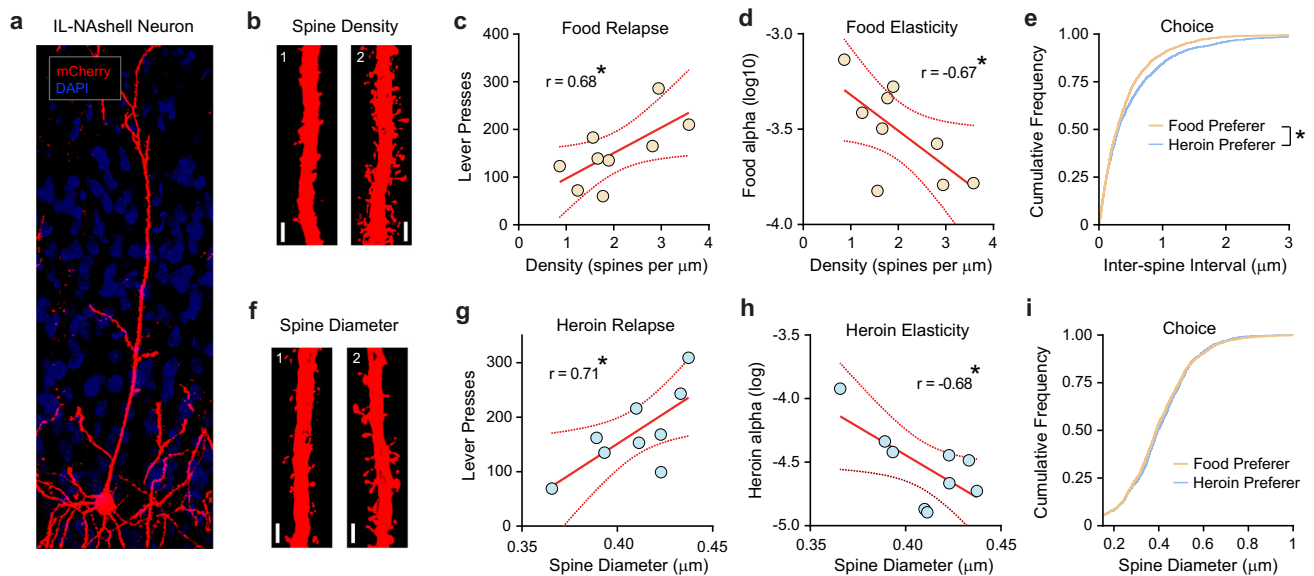 a
IL-NAshell Neuron
mCherry
DAPI
b
Spine Density
1
2
c
Food Relapse
400
300
200
100
0
Lever Presses
r = 0.68*
0
1
2
3
4
Density (spines per μm)
d
Food Elasticity
-3.0
-3.5
-4.0
Food alpha (log10)
r = -0.67*
0
1
2
3
4
Density (spines per μm)
e
Choice
1.00
0.75
0.50
0.25
0
Cumulative Frequency
Food Preferer
Heroin Preferer
*
0
1
2
3
Inter-spine Interval (μm)
f
Spine Diameter
1
2
g
Heroin Relapse
300
200
100
0
Lever Presses
r = 0.71*
0.35
0.40
0.45
Spine Diameter (μm)
h
Heroin Elasticity
-3.5
-4.0
-4.5
-5.0
Heroin alpha (log)
r = -0.68*
0.35
0.40
0.45
Spine Diameter (μm)
i
Choice
1.00
0.75
0.50
0.25
0
Cumulative Frequency
Food Preferer
Heroin Preferer
0.2
0.4
0.6
0.8
1
Spine Diameter (μm)